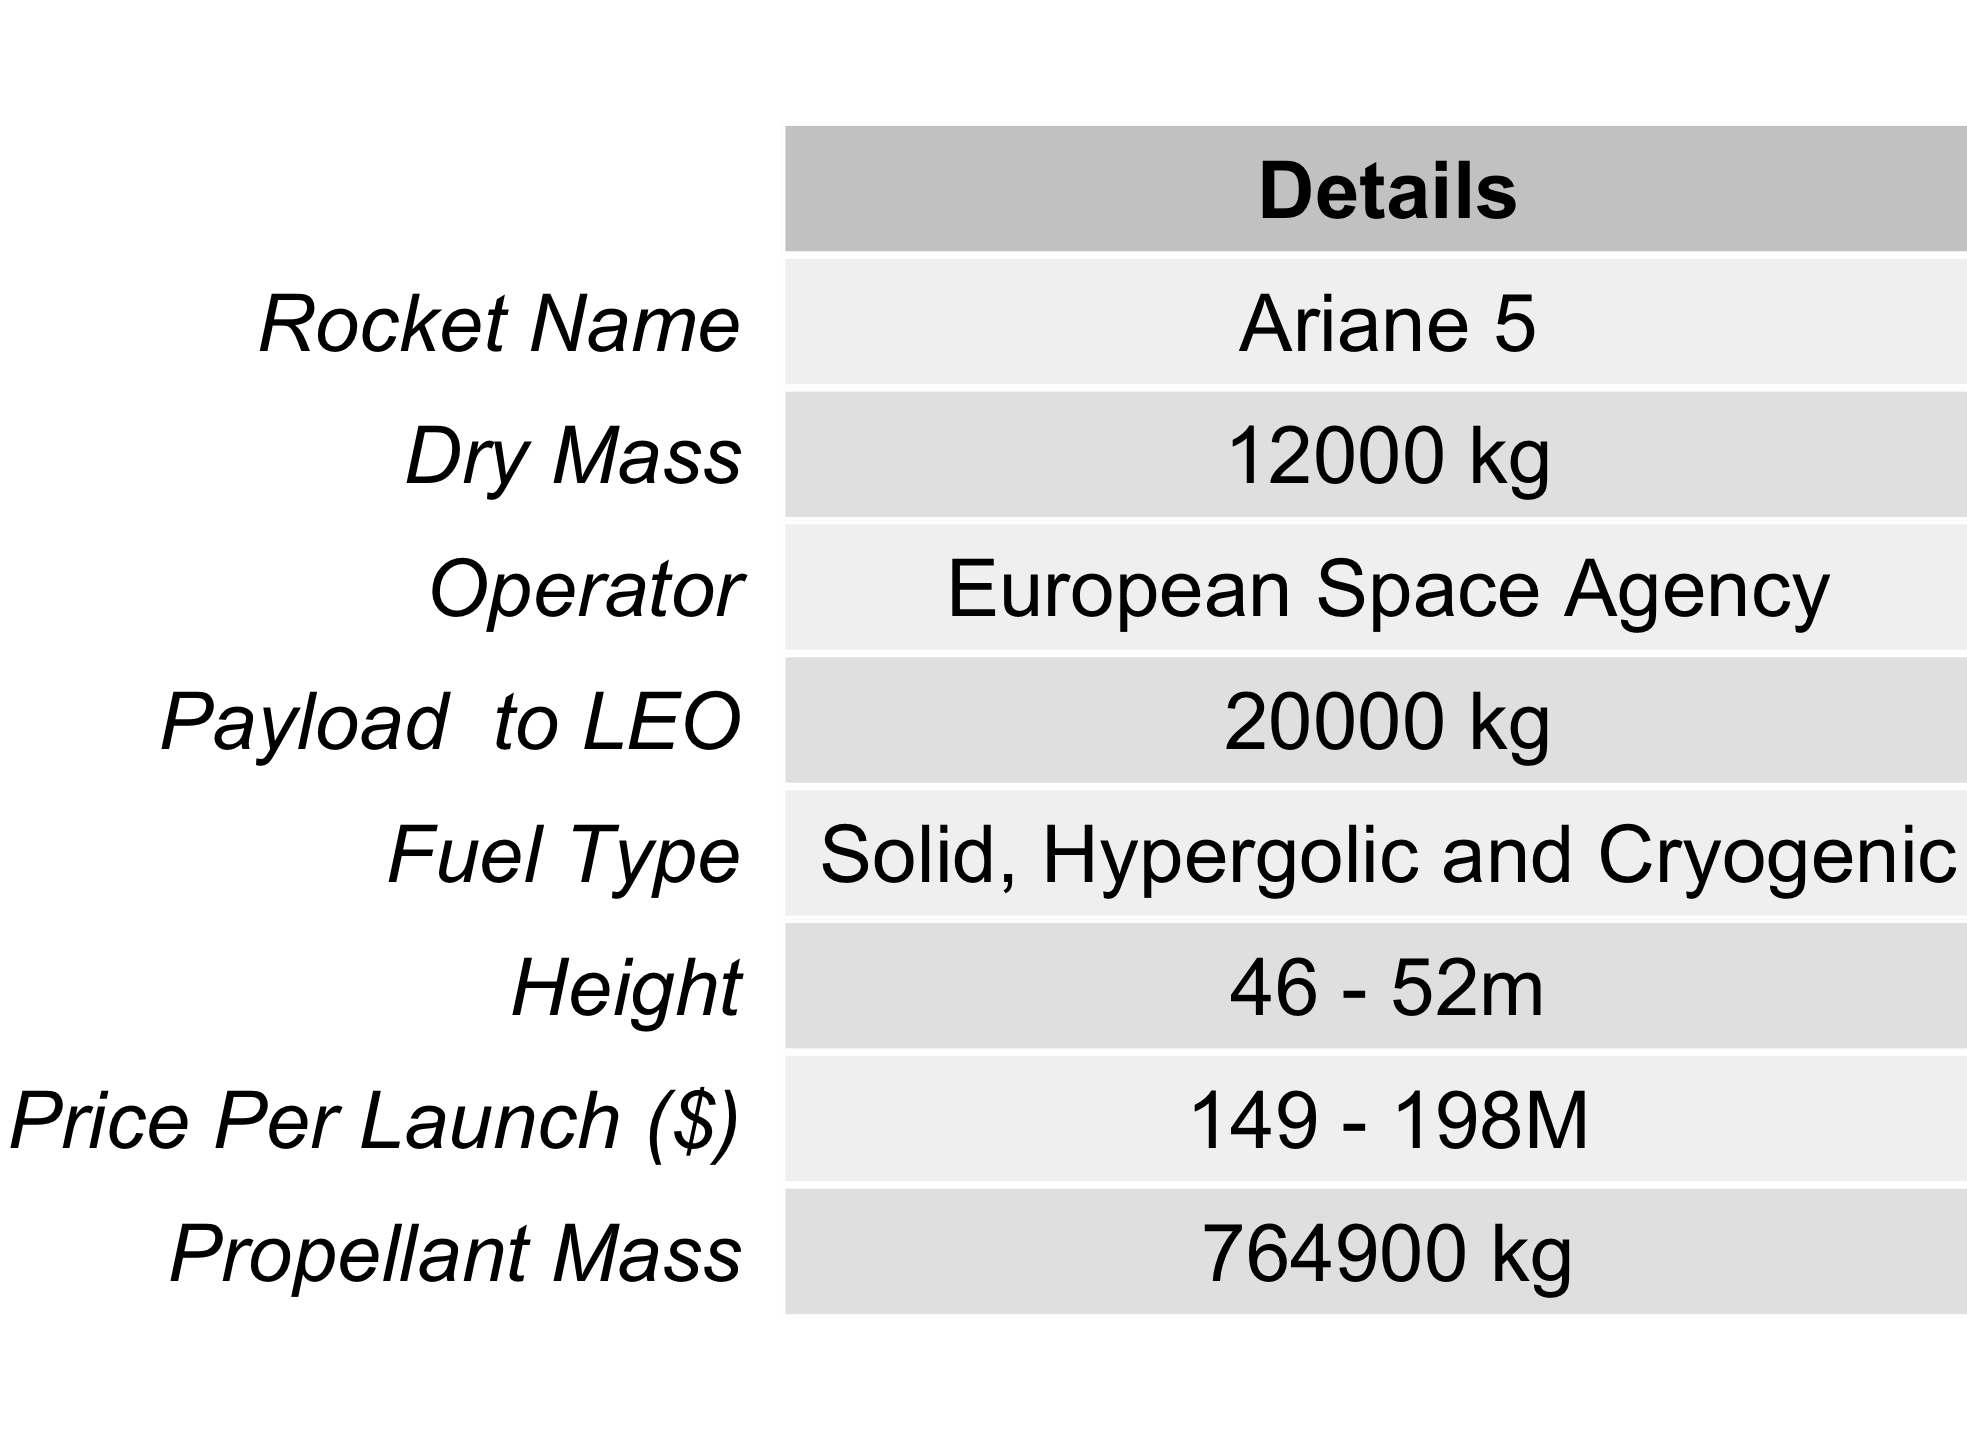 Details
Rocket Name Ariane 5
Dry Mass 12000 kg
Operator European Space Agency
Payload  to LEO 20000 kg
Fuel Type Solid, Hypergolic and Cryogenic
Height 46 - 52m
Price Per Launch ($) 149 - 198M
Propellant Mass 764900 kg